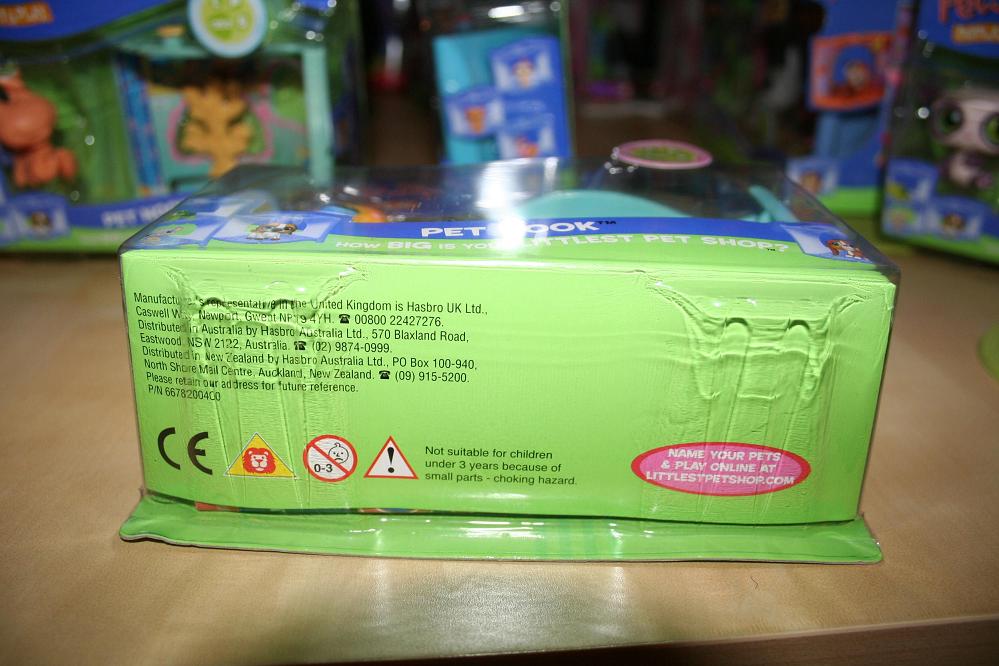 PET NOOK™
HOW BIG IS YOUR LITTLEST PET SHOP?
Manufacturer's representative in the United Kingdom is Hasbro UK Ltd.,
Caswell Way, Newport, Gwent NP19 4YH. ☎ 00800 22427276.
Distributed in Australia by Hasbro Australia Ltd., 570 Blaxland Road,
Eastwood, NSW 2122, Australia. ☎ (02) 9874-0999.
Distributed in New Zealand by Hasbro Australia Ltd., PO Box 100-940,
North Shore Mail Centre, Auckland, New Zealand. ☎ (09) 915-5200.
Please retain our address for future reference.
P/N 6678200400
CE
0-3
!
Not suitable for children
under 3 years because of
small parts - choking hazard.
NAME YOUR PETS
& PLAY ONLINE AT
LITTLESTPETSHOP.COM
PET NOOK